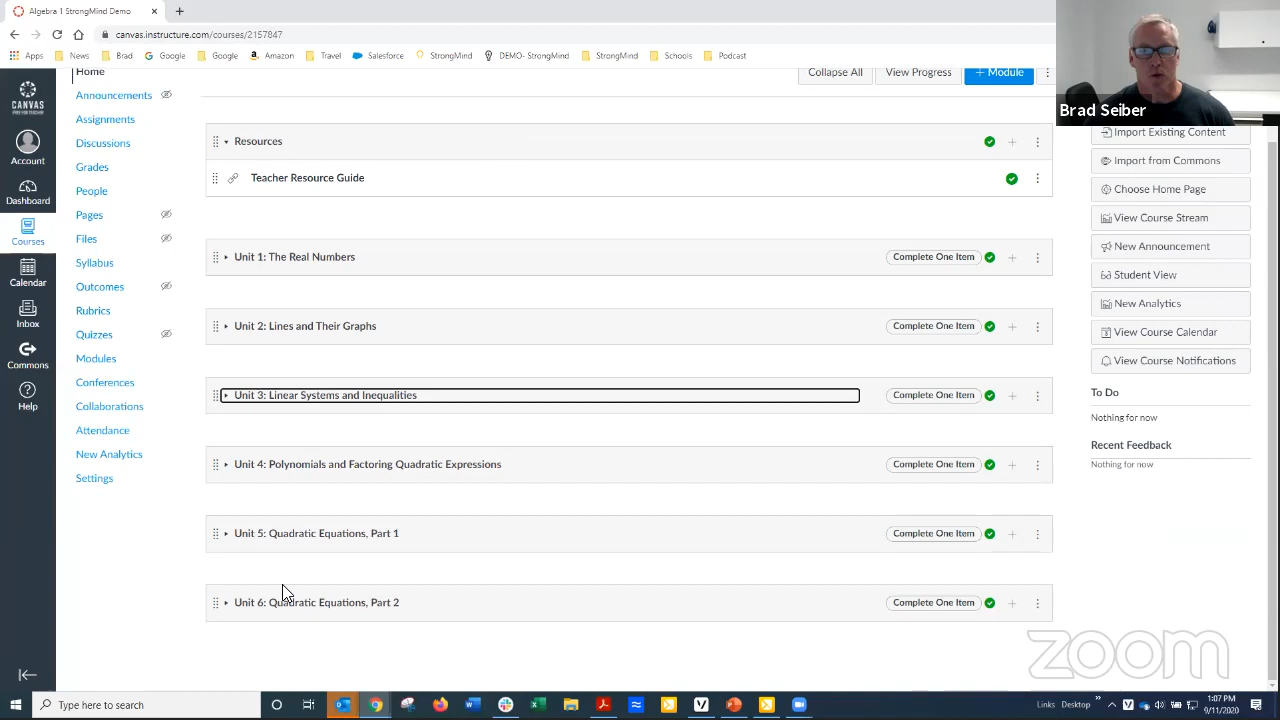 Algebra 1 StrongMind Demo
canvas.instructure.com/courses/2157847
Apps News Brad Google Google Amazon Travel Salesforce StrongMind DEMO- StrongMind StrongMind Schools Podcast
CANVAS
FREE FOR TEACHER
Account
Dashboard
Courses
Calendar
Inbox
Commons
Help
Home
Announcements
Assignments
Discussions
Grades
People
Pages
Files
Syllabus
Outcomes
Rubrics
Quizzes
Modules
Conferences
Collaborations
Attendance
New Analytics
Settings
Collapse All View Progress + Module
Resources
Teacher Resource Guide
Unit 1: The Real Numbers Complete One Item
Unit 2: Lines and Their Graphs Complete One Item
Unit 3: Linear Systems and Inequalities Complete One Item
Unit 4: Polynomials and Factoring Quadratic Expressions Complete One Item
Unit 5: Quadratic Equations, Part 1 Complete One Item
Unit 6: Quadratic Equations, Part 2 Complete One Item
Brad Seiber
Import Existing Content
Import from Commons
Choose Home Page
View Course Stream
New Announcement
Student View
New Analytics
View Course Calendar
View Course Notifications
To Do
Nothing for now
Recent Feedback
Nothing for now
zoom
Type here to search
Links Desktop
1:07 PM
9/11/2020